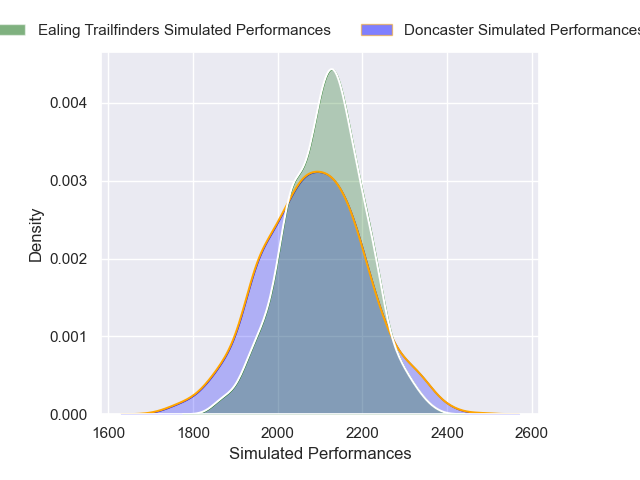 Ealing Trailfinders Simulated Performances
Doncaster Simulated Performances
0.004
0.003
0.002
0.001
0.000
Density
1600
1800
2000
2200
2400
2600
Simulated Performances